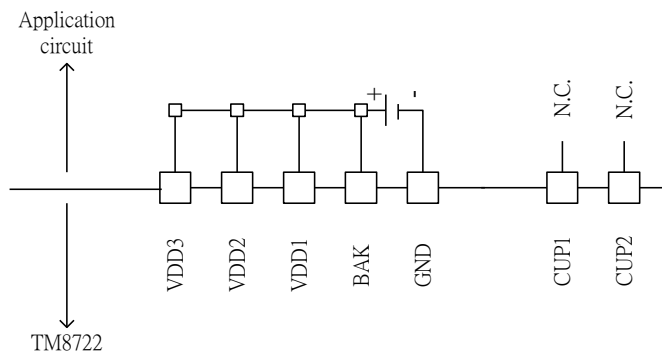 Application
circuit
+
-
N.C.
N.C.
VDD3
VDD2
VDD1
BAK
GND
CUP1
CUP2
TM8722